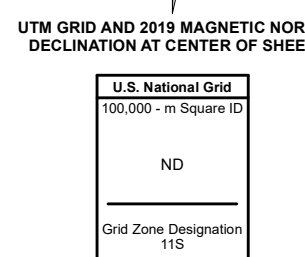 UTM GRID AND 2019 MAGNETIC NOR
DECLINATION AT CENTER OF SHEE
U.S. National Grid
100,000 - m Square ID
ND
Grid Zone Designation
11S